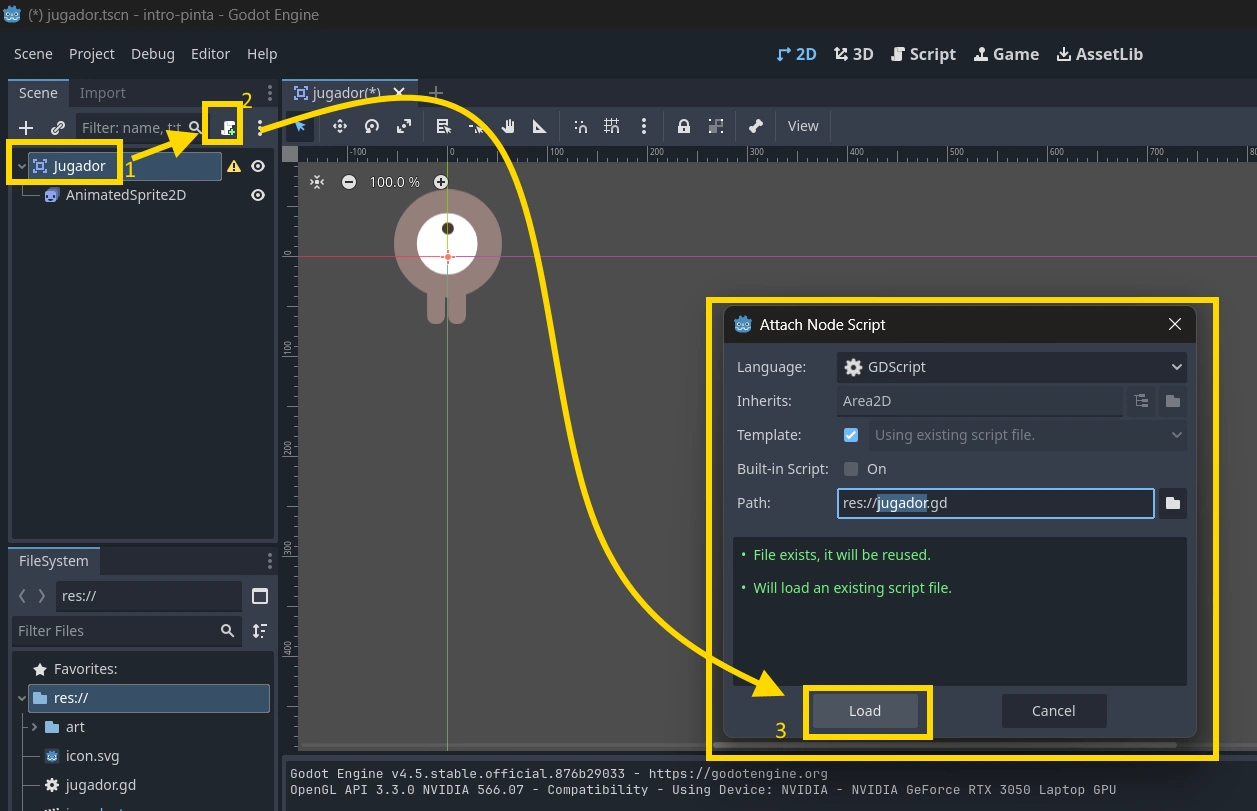 (*) jugador.tscn - intro-pinta - Godot Engine
Scene Project Debug Editor Help 2D 3D Script Game AssetLib
Scene Import
2
jugador(*)
Filter: name, t:t
View
1
Jugador
AnimatedSprite2D
-100 0 100 200 300 400 500 600 700
100.0 %
0
100
200
300
400
Attach Node Script
Language: GDScript
Inherits: Area2D
Template: Using existing script file.
Built-in Script: On
Path: res://jugador.gd
• File exists, it will be reused.
• Will load an existing script file.
3
Load Cancel
FileSystem
res://
Filter Files
Favorites:
res://
art
icon.svg
jugador.gd
Godot Engine v4.5.stable.official.876b29033 - https://godotengine.org
OpenGL API 3.3.0 NVIDIA 566.07 - Compatibility - Using Device: NVIDIA - NVIDIA GeForce RTX 3050 Laptop GPU